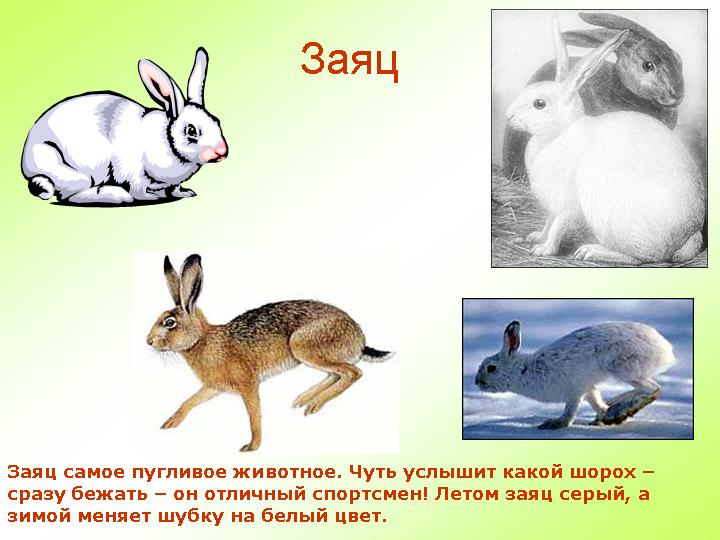 Заяц
Заяц самое пугливое животное. Чуть услышит какой шорох –
сразу бежать – он отличный спортсмен! Летом заяц серый, а
зимой меняет шубку на белый цвет.